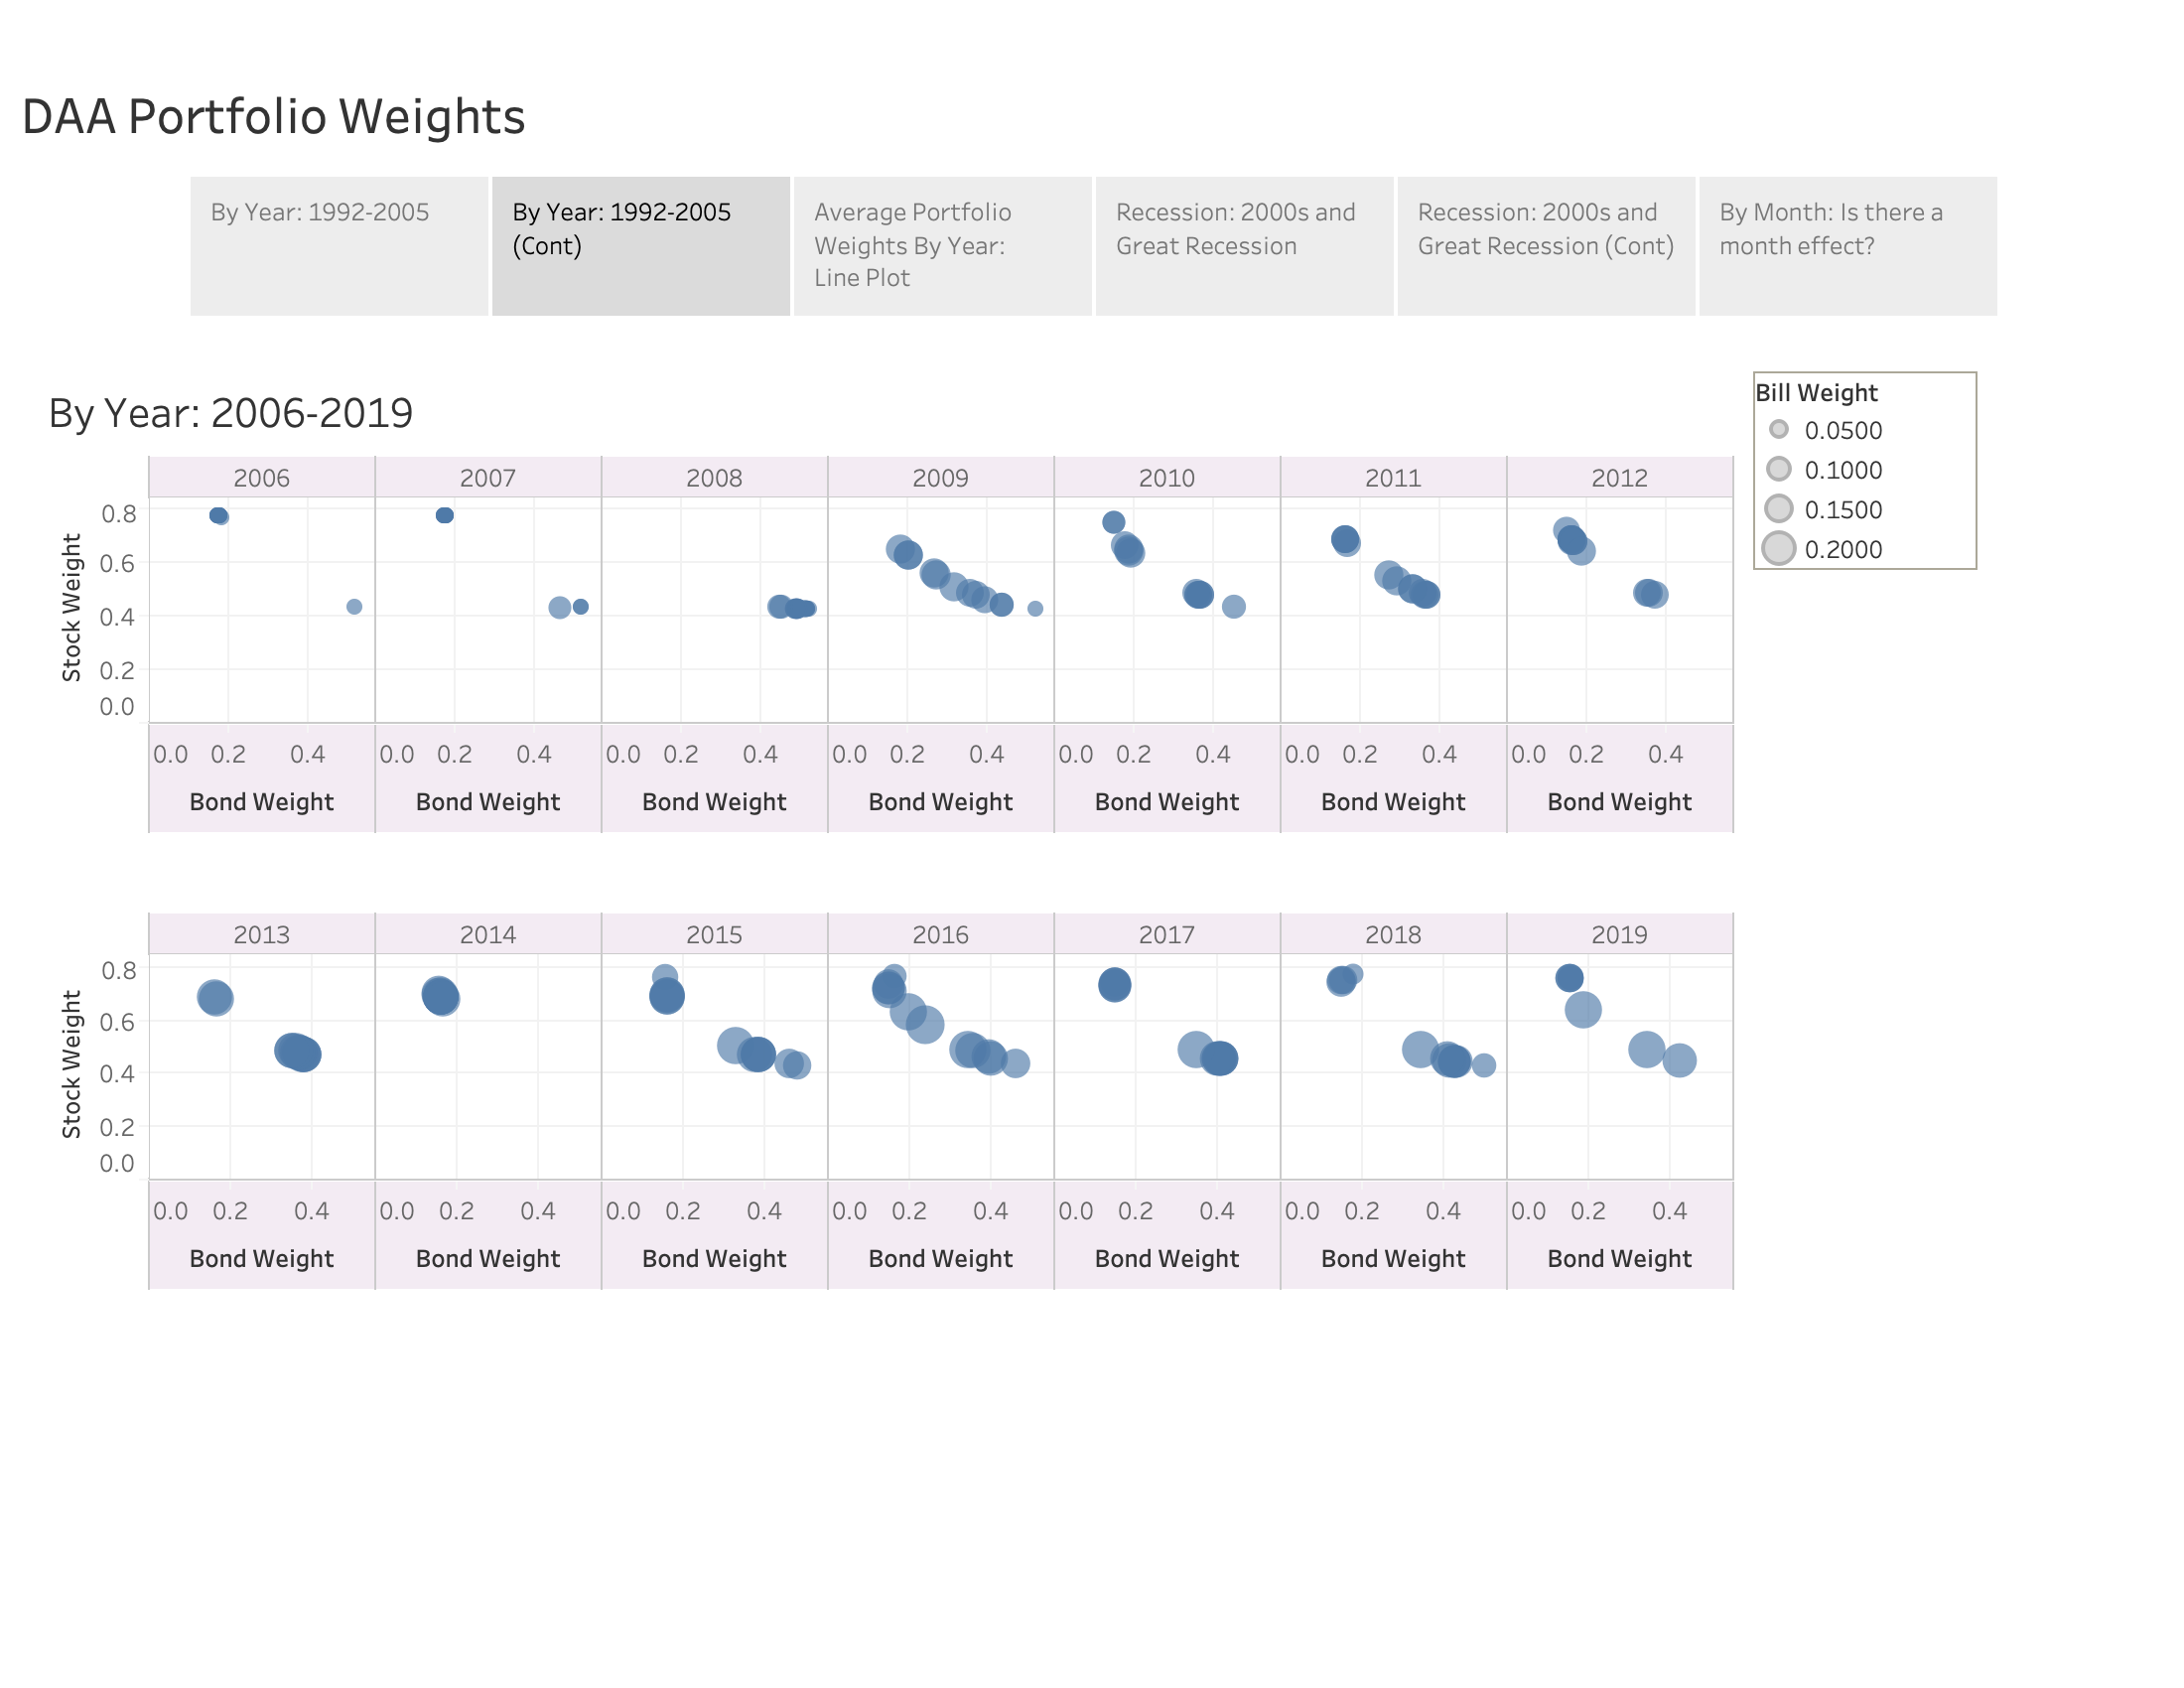 DAA Portfolio Weights
By Year: 1992-2005
By Year: 1992-2005
(Cont)
Average Portfolio
Weights By Year:
Line Plot
Recession: 2000s and
Great Recession
Recession: 2000s and
Great Recession (Cont)
By Month: Is there a
month effect?
By Year: 2006-2019
Bill Weight
0.0500
0.1000
0.1500
0.2000
2006 2007 2008 2009 2010 2011 2012
Stock Weight
0.8
0.6
0.4
0.2
0.0
0.0 0.2 0.4 0.0 0.2 0.4 0.0 0.2 0.4 0.0 0.2 0.4 0.0 0.2 0.4 0.0 0.2 0.4 0.0 0.2 0.4
Bond Weight Bond Weight Bond Weight Bond Weight Bond Weight Bond Weight Bond Weight
2013 2014 2015 2016 2017 2018 2019
Stock Weight
0.8
0.6
0.4
0.2
0.0
0.0 0.2 0.4 0.0 0.2 0.4 0.0 0.2 0.4 0.0 0.2 0.4 0.0 0.2 0.4 0.0 0.2 0.4 0.0 0.2 0.4
Bond Weight Bond Weight Bond Weight Bond Weight Bond Weight Bond Weight Bond Weight